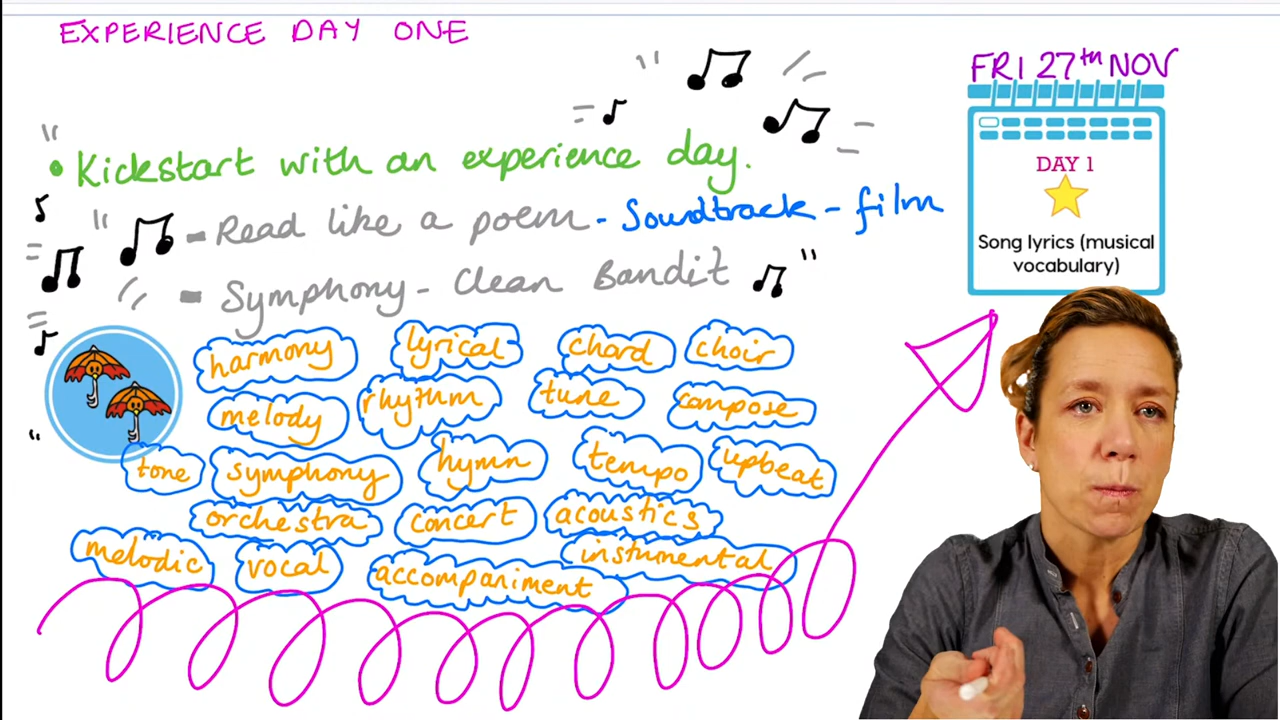 EXPERIENCE DAY ONE
FRI 27th NOV
• Kickstart with an experience day.
- Read like a poem - Soundtrack - film
- Symphony - Clean Bandit
DAY 1
Song lyrics (musical
vocabulary)
harmony lyrical chord choir
melody rhythm tune compose
tone symphony hymn tempo upbeat
orchestra concert acoustics
melodic vocal accompaniment instumental